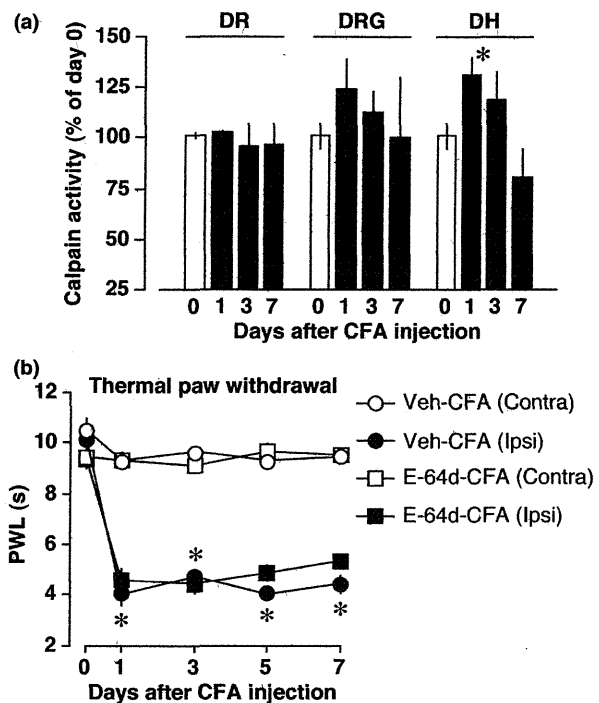 (a)
DR DRG DH
Calpain activity (% of day 0)
125
100
75
50
25
*
0 1 3 7 0 1 3 7 0 1 3 7
Days after CFA injection
(b)
Thermal paw withdrawal
PWL (s)
12
10
8
6
4
2
* * * *
0 1 3 5 7
Days after CFA injection
Veh-CFA (Contra)
Veh-CFA (Ipsi)
E-64d-CFA (Contra)
E-64d-CFA (Ipsi)